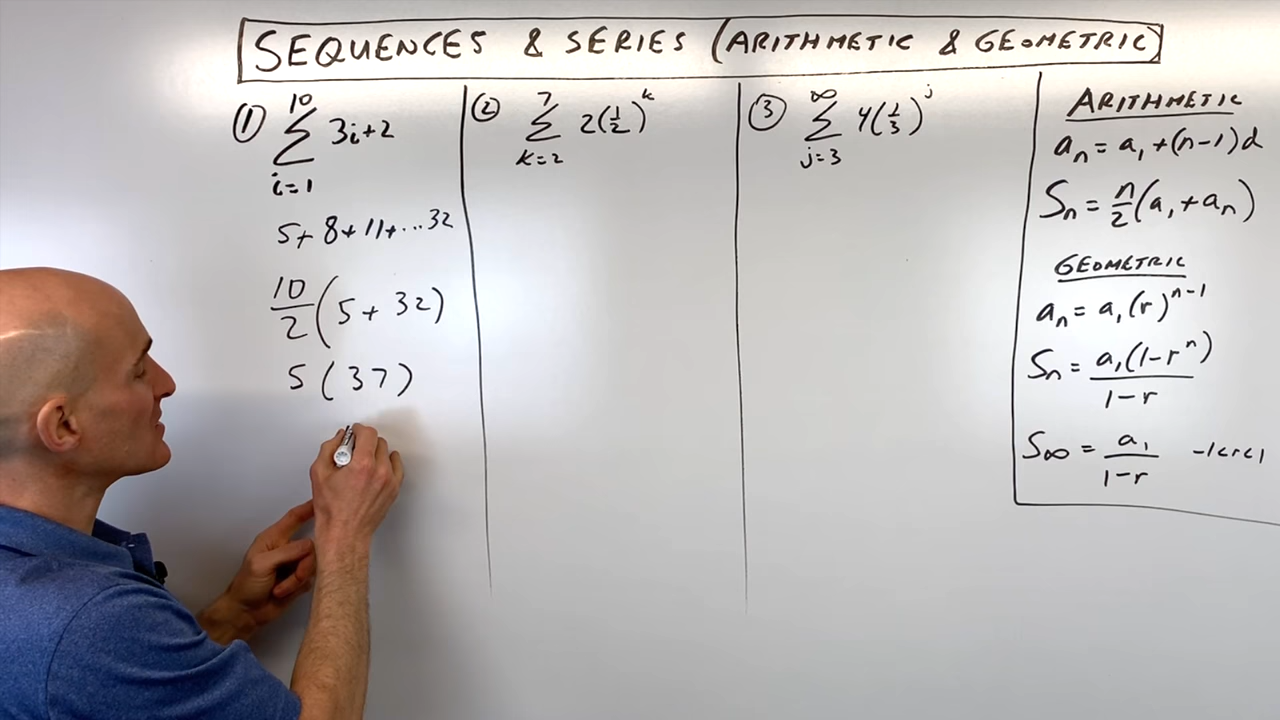 SEQUENCES & SERIES (ARITHMETIC & GEOMETRIC)
① 10
∑ 3i+2
i=1
5+8+11+...32
10/2 (5+32)
5(37)
② 7
∑ 2(1/2)^k
k=2
③ ∞
∑ 4(1/3)^j
j=3
ARITHMETIC
aₙ = a₁+(n-1)d
Sₙ = n/2 (a₁+aₙ)
GEOMETRIC
aₙ = a₁(r)ⁿ⁻¹
Sₙ = a₁(1-rⁿ)/1-r
S∞ = a₁/1-r -1<r<1